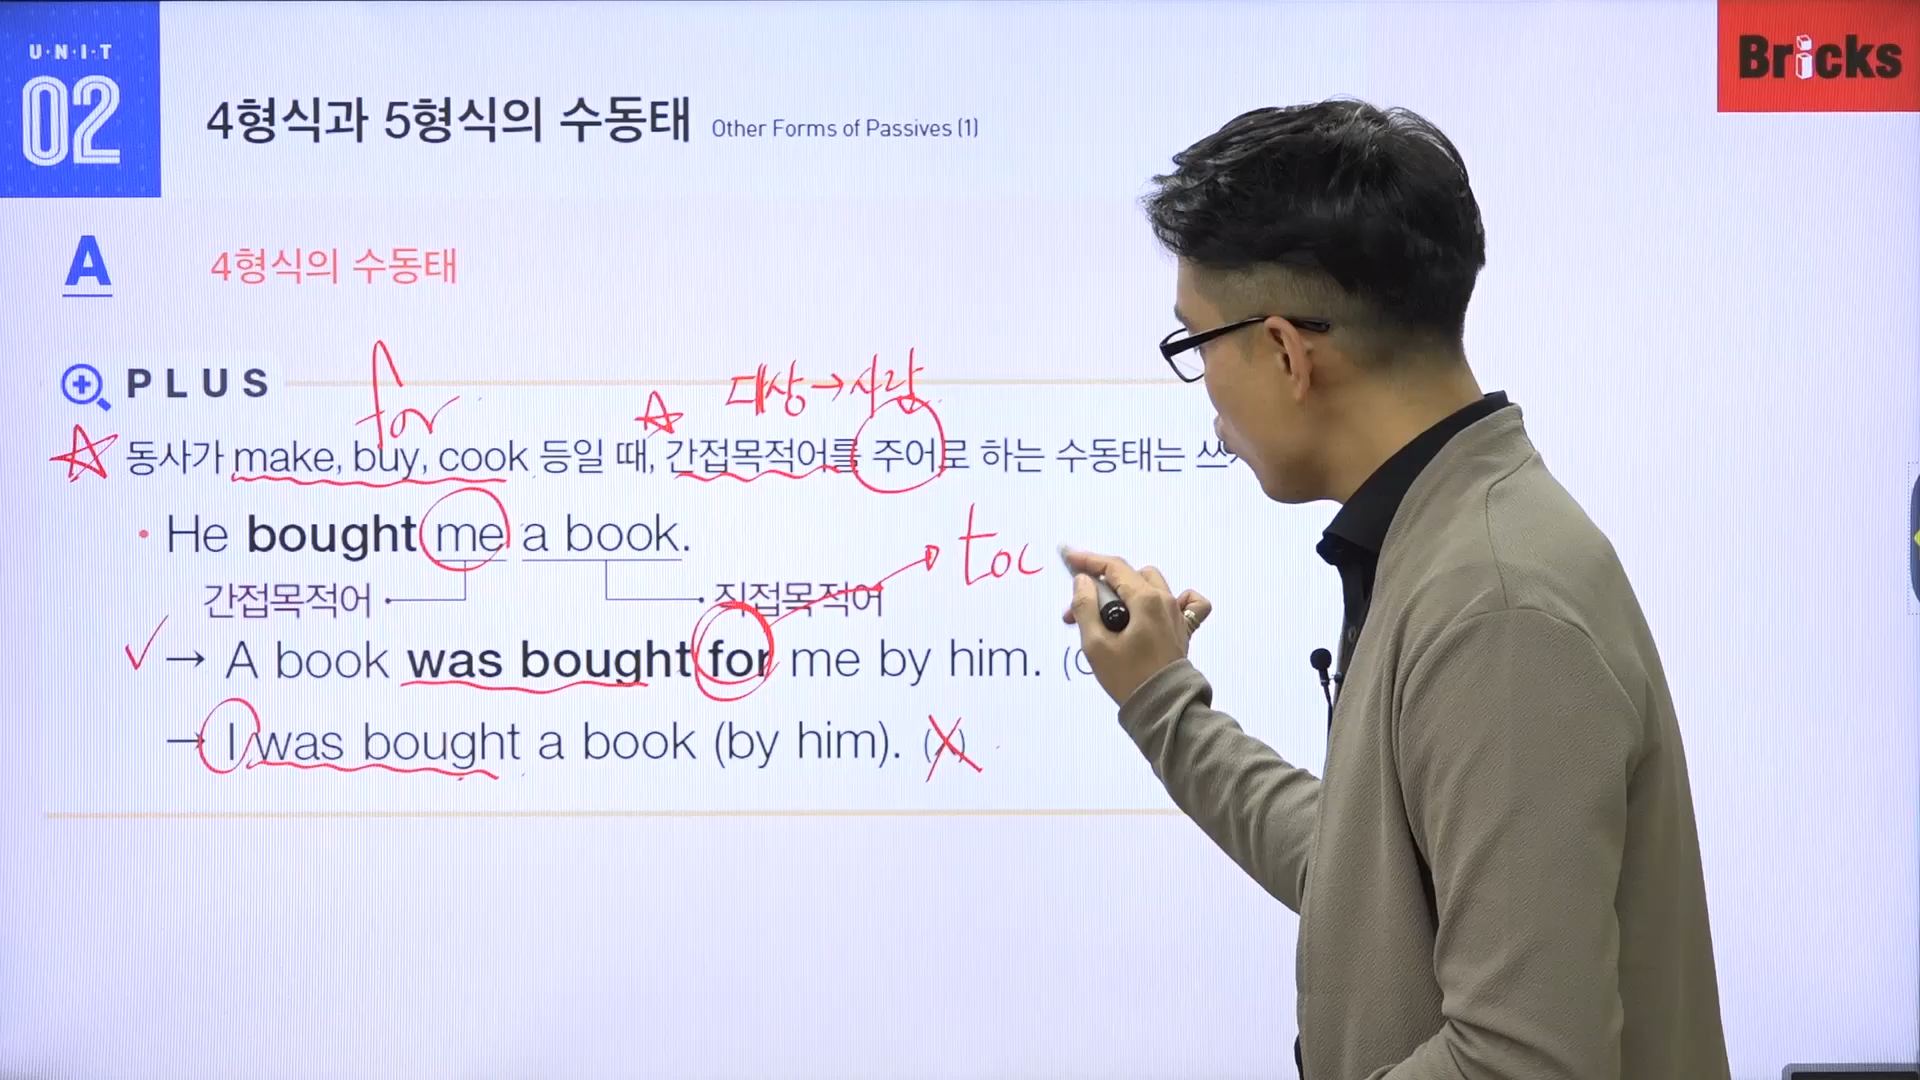 U·N·I·T
02
4형식과 5형식의 수동태 Other Forms of Passives (1)
Bricks
A 4형식의 수동태
for
대상→사람
PLUS
동사가 make, buy, cook 등일 때, 간접목적어를 주어로 하는 수동태는
• He bought me a book.
to
간접목적어 직접목적어
→ A book was bought for me by him.
→ I was bought a book (by him). (X)